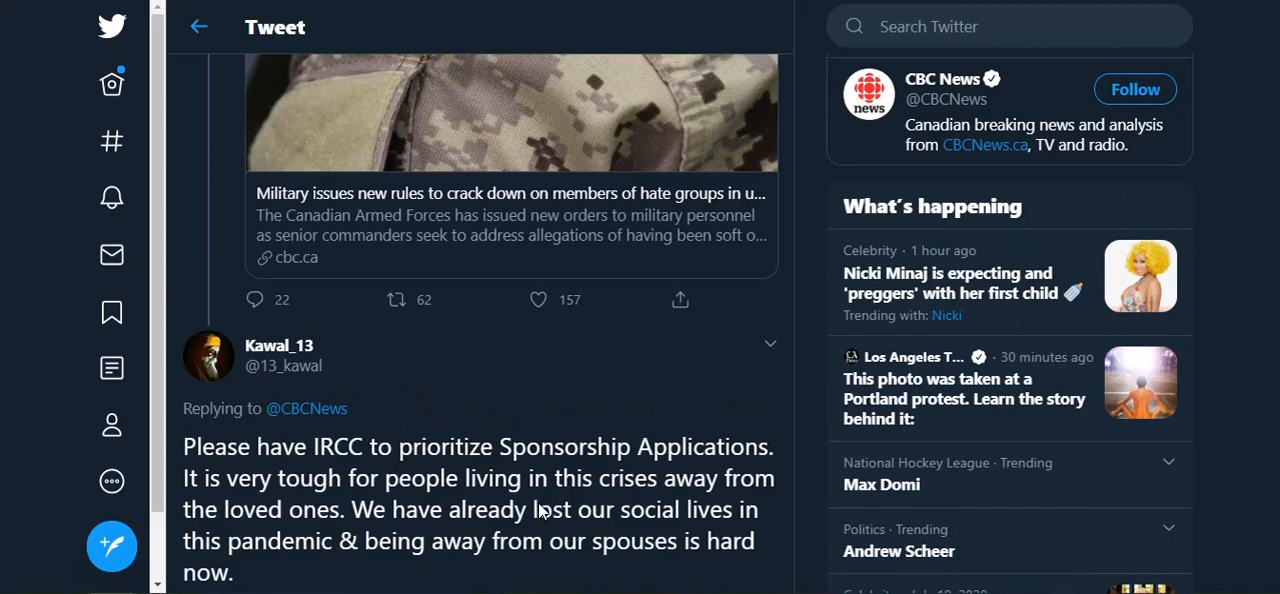 Tweet
Military issues new rules to crack down on members of hate groups in u...
The Canadian Armed Forces has issued new orders to military personnel
as senior commanders seek to address allegations of having been soft o...
cbc.ca
22 62 157
Kawal_13
@13_kawal
Replying to @CBCNews
Please have IRCC to prioritize Sponsorship Applications.
It is very tough for people living in this crises away from
the loved ones. We have already lost our social lives in
this pandemic & being away from our spouses is hard
now.
Search Twitter
news
CBC News
@CBCNews
Follow
Canadian breaking news and analysis
from CBCNews.ca, TV and radio.
What's happening
Celebrity · 1 hour ago
Nicki Minaj is expecting and
'preggers' with her first child
Trending with: Nicki
Los Angeles T... · 30 minutes ago
This photo was taken at a
Portland protest. Learn the story
behind it:
National Hockey League · Trending
Max Domi
Politics · Trending
Andrew Scheer